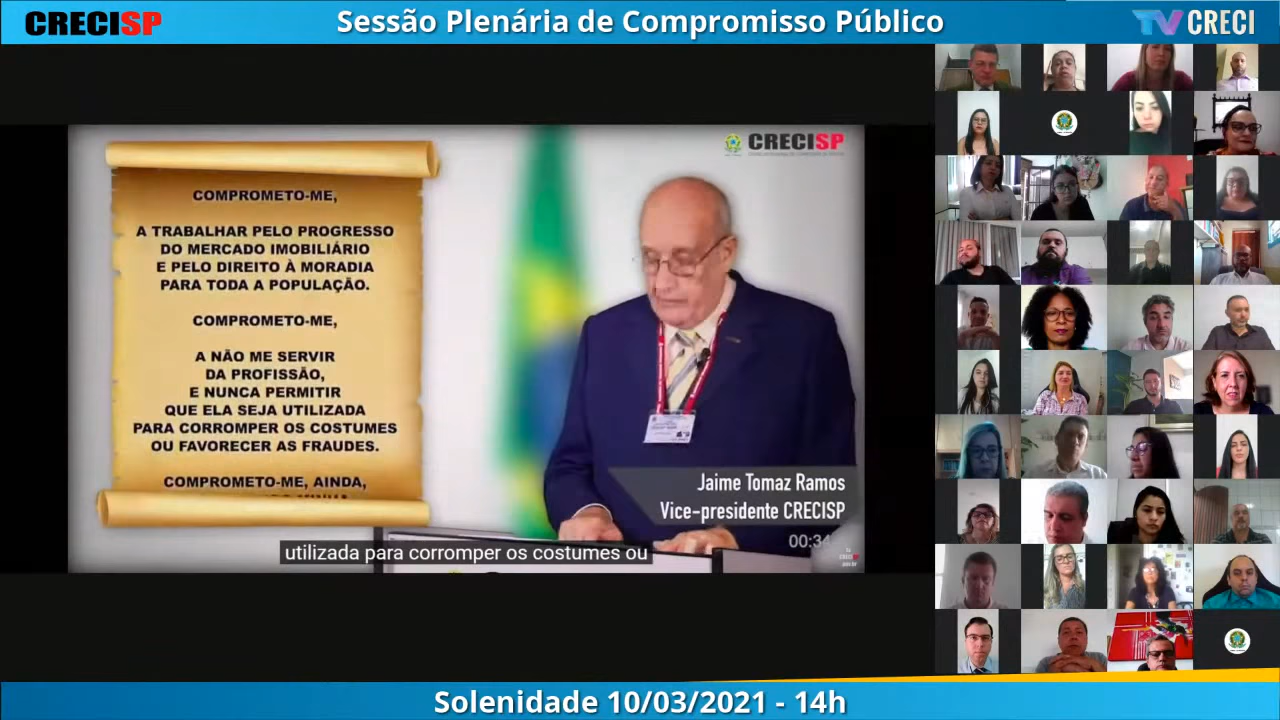 CRECISP
Sessão Plenária de Compromisso Público
TV CRECI
CRECISP
COMPROMETO-ME,
A TRABALHAR PELO PROGRESSO
DO MERCADO IMOBILIÁRIO
E PELO DIREITO À MORADIA
PARA TODA A POPULAÇÃO.
COMPROMETO-ME,
A NÃO ME SERVIR
DA PROFISSÃO,
E NUNCA PERMITIR
QUE ELA SEJA UTILIZADA
PARA CORROMPER OS COSTUMES
OU FAVORECER AS FRAUDES.
COMPROMETO-ME, AINDA,
Jaime Tomaz Ramos
Vice-presidente CRECISP
00:34
utilizada para corromper os costumes ou
Solenidade 10/03/2021 - 14h